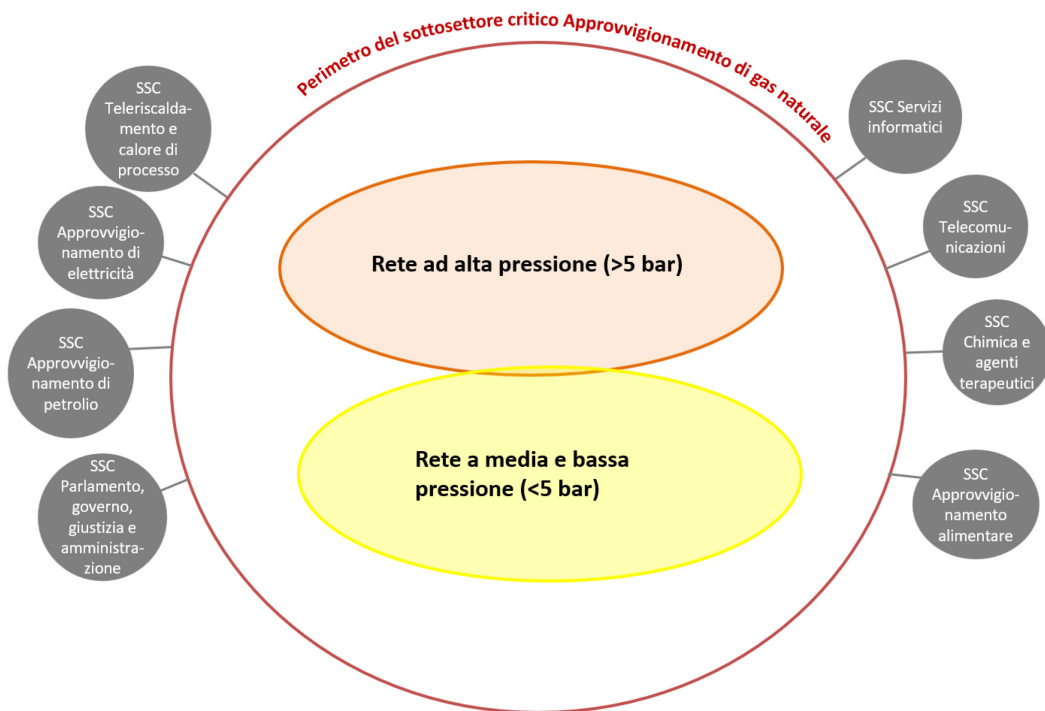 Perimetro del sottosettore critico Approvvigionamento di gas naturale
SSC
Teleriscalda-
mento e
calore di
processo
SSC
Approvvigio-
namento di
elettricità
SSC
Approvvigio-
namento di
petrolio
SSC
Parlamento,
governo,
giustizia e
amministra-
zione
Rete ad alta pressione (>5 bar)
Rete a media e bassa
pressione (<5 bar)
SSC Servizi
informatici
SSC
Telecomu-
nicazioni
SSC
Chimica e
agenti
terapeutici
SSC
Approvvigio-
namento
alimentare